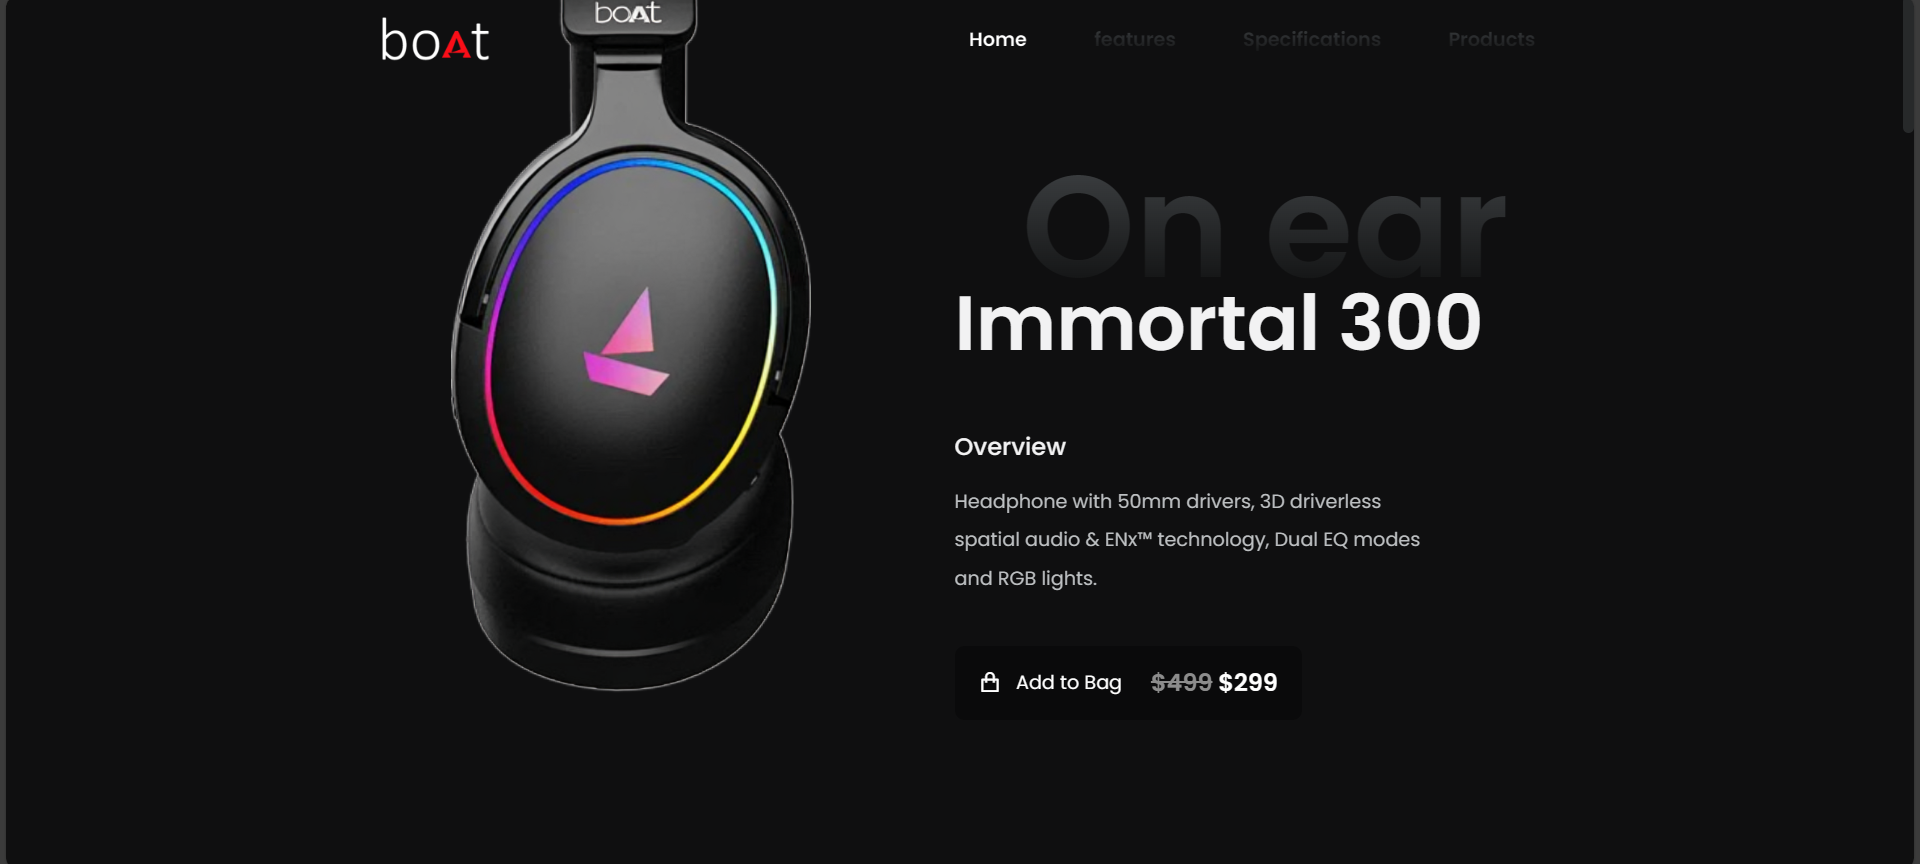 boAt
boAt
Home features Specifications Products
On ear
Immortal 300
Overview
Headphone with 50mm drivers, 3D driverless
spatial audio & ENx™ technology, Dual EQ modes
and RGB lights.
Add to Bag $499 $299